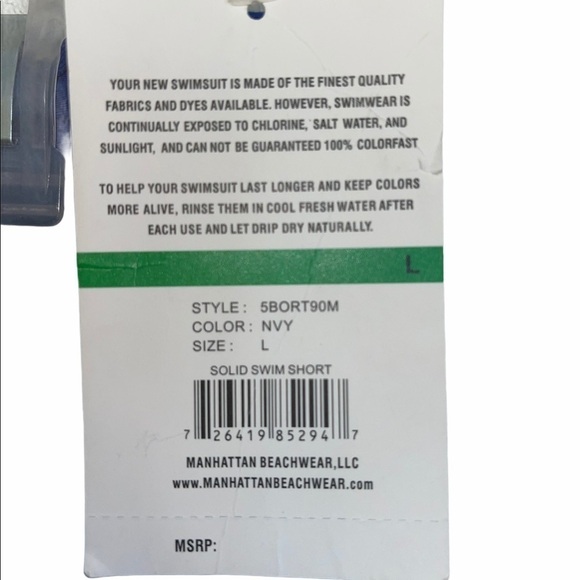 YOUR NEW SWIMSUIT IS MADE OF THE FINEST QUALITY
FABRICS AND DYES AVAILABLE. HOWEVER, SWIMWEAR IS
CONTINUALLY EXPOSED TO CHLORINE, SALT WATER, AND
SUNLIGHT, AND CAN NOT BE GUARANTEED 100% COLORFAST
TO HELP YOUR SWIMSUIT LAST LONGER AND KEEP COLORS
MORE ALIVE, RINSE THEM IN COOL FRESH WATER AFTER
EACH USE AND LET DRIP DRY NATURALLY.
L
STYLE : 5BORT90M
COLOR : NVY
SIZE : L
SOLID SWIM SHORT
7 26419 85294 7
MANHATTAN BEACHWEAR,LLC
www.MANHATTANBEACHWEAR.com
MSRP: